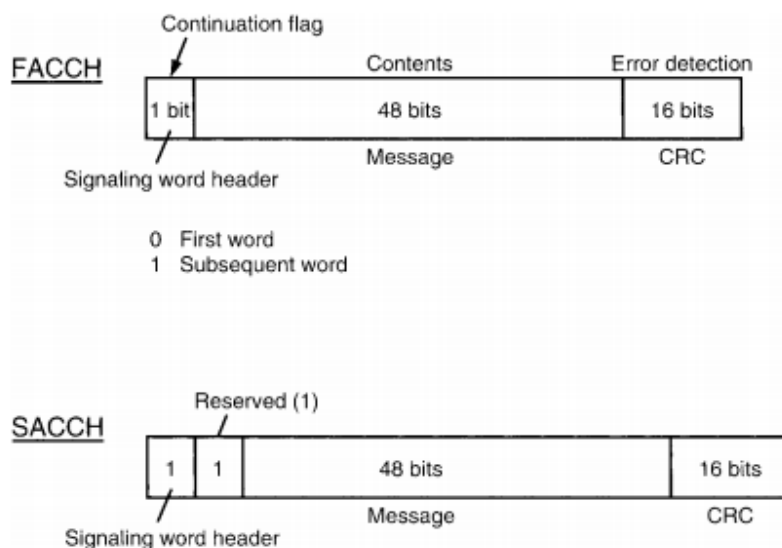 Continuation flag
FACCH
Contents
Error detection
1 bit
48 bits
16 bits
Signaling word header
Message
CRC
0 First word
1 Subsequent word
Reserved (1)
SACCH
1
1
48 bits
16 bits
Signaling word header
Message
CRC